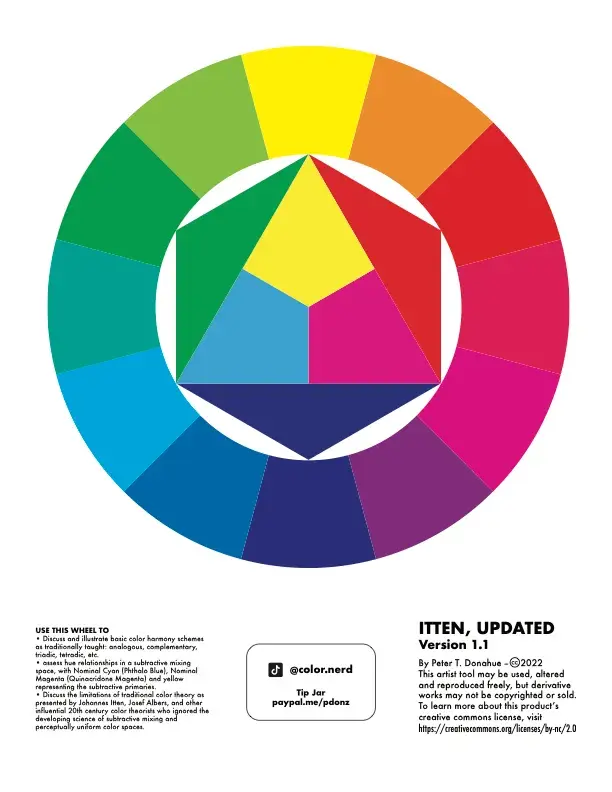 USE THIS WHEEL TO
• Discuss and illustrate basic color harmony schemes
as traditionally taught: analogous, complementary,
triadic, tetradic, etc.
• assess hue relationships in a subtractive mixing
space, with Nominal Cyan (Phthalo Blue), Nominal
Magenta (Quinacridone Magenta) and yellow
representing the subtractive primaries.
• Discuss the limitations of traditional color theory as
presented by Johannes Itten, Josef Albers, and other
influential 20th century color theorists who ignored the
developing science of subtractive mixing and
perceptually uniform color spaces.
@color.nerd
Tip Jar
paypal.me/pdonz
ITTEN, UPDATED
Version 1.1
By Peter T. Donahue – cc 2022
This artist tool may be used, altered
and reproduced freely, but derivative
works may not be copyrighted or sold.
To learn more about this product's
creative commons license, visit
https://creativecommons.org/licenses/by-nc/2.0